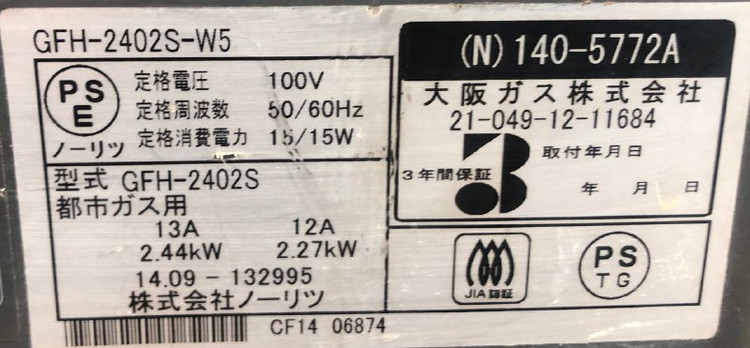 GFH-2402S-W5
PS
E
ノーリツ
定格電圧 100V
定格周波数 50/60Hz
定格消費電力 15/15W
型式 GFH-2402S
都市ガス用
13A 12A
2.44kW 2.27kW
14.09-132995
株式会社ノーリツ
CF14 06874
(N) 140-5772A
大阪ガス株式会社
21-049-12-11684
3年間保証
取付年月日
年 月 日
JIA認証
PS
TG